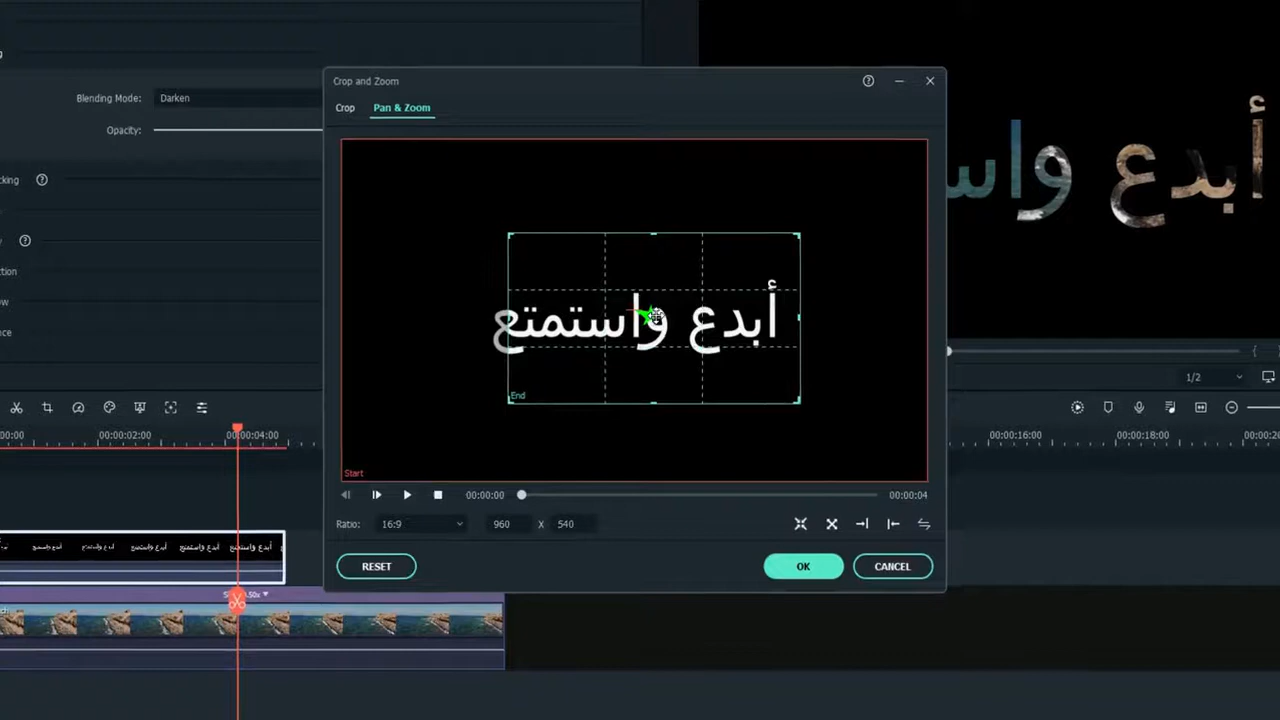 Crop and Zoom
Crop
Pan & Zoom
Blending Mode:
Darken
Opacity:
أبدع واستمتع
End
Start
00:00:00
00:00:04
Ratio:
16:9
960
X
540
RESET
OK
CANCEL
1/2
00:00:02:00
00:00:04:00
00:00:16:00
00:00:18:00